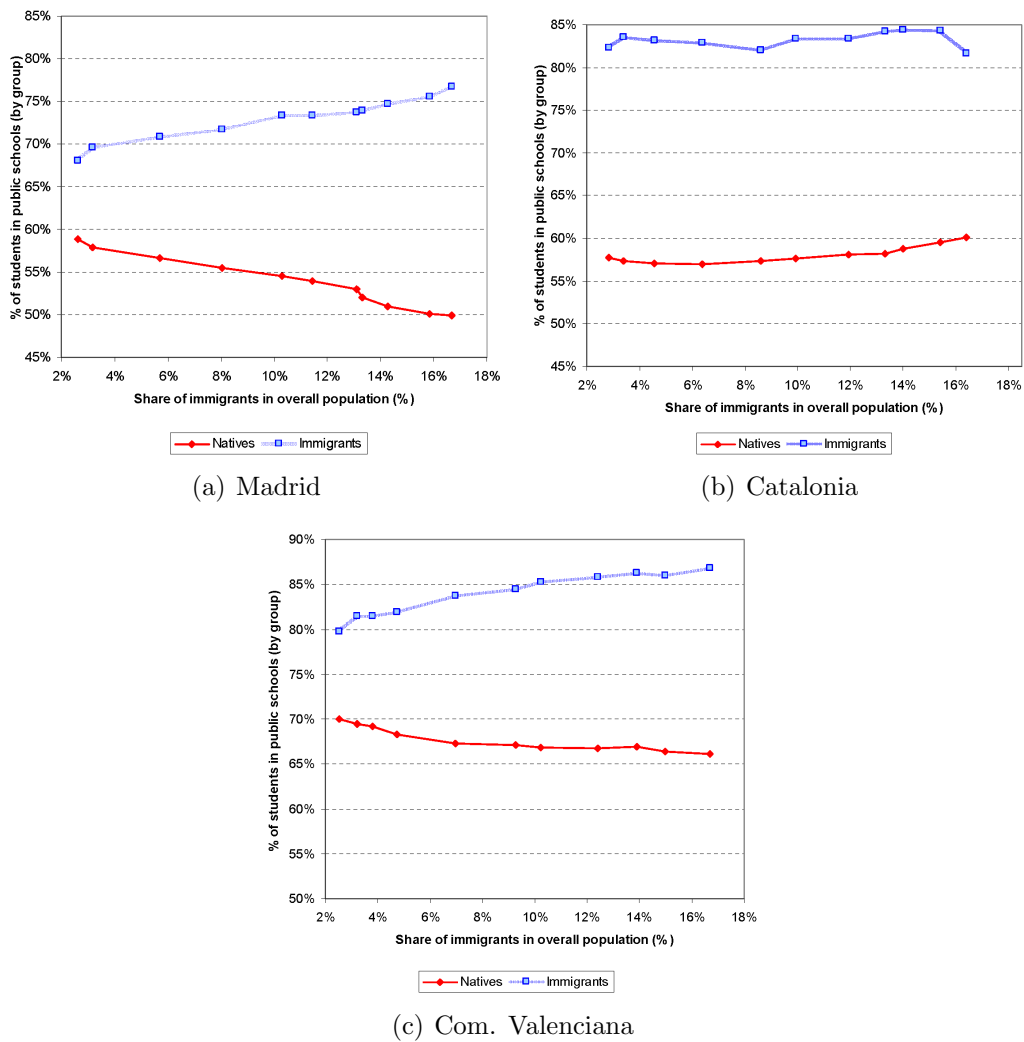 85%
80%
75%
70%
65%
60%
55%
50%
45%
% of students in public schools (by group)
2% 4% 6% 8% 10% 12% 14% 16% 18%
Share of immigrants in overall population (%)
Natives Immigrants
(a) Madrid
85%
80%
75%
70%
65%
60%
55%
50%
45%
% of students in public schools (by group)
2% 4% 6% 8% 10% 12% 14% 16% 18%
Share of immigrants in overall population (%)
Natives Immigrants
(b) Catalonia
90%
85%
80%
75%
70%
65%
60%
55%
50%
% of students in public schools (by group)
2% 4% 6% 8% 10% 12% 14% 16% 18%
Share of immigrants in overall population (%)
Natives Immigrants
(c) Com. Valenciana